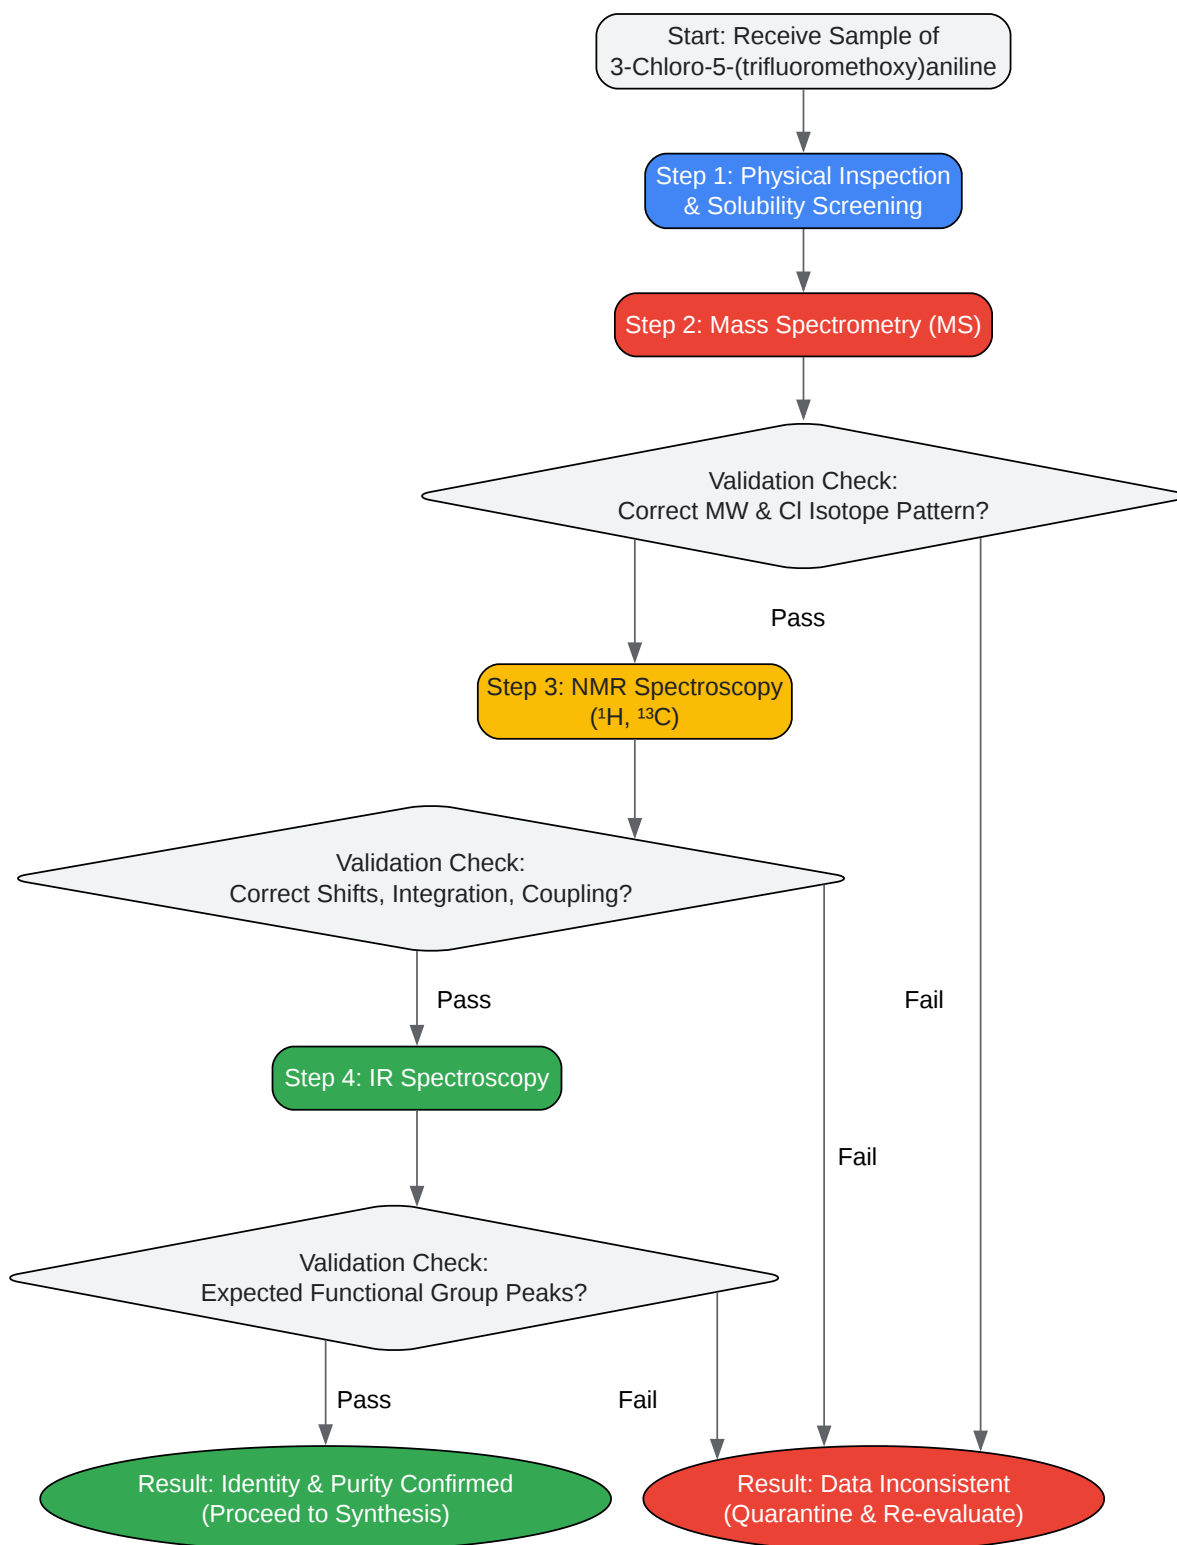 Start: Receive Sample of
3-Chloro-5-(trifluoromethoxy)aniline
Step 1: Physical Inspection
& Solubility Screening
Step 2: Mass Spectrometry (MS)
Validation Check:
Correct MW & Cl Isotope Pattern?
Pass
Step 3: NMR Spectroscopy
(¹H, ¹³C)
Validation Check:
Correct Shifts, Integration, Coupling?
Pass
Fail
Step 4: IR Spectroscopy
Fail
Validation Check:
Expected Functional Group Peaks?
Pass
Fail
Result: Identity & Purity Confirmed
(Proceed to Synthesis)
Result: Data Inconsistent
(Quarantine & Re-evaluate)